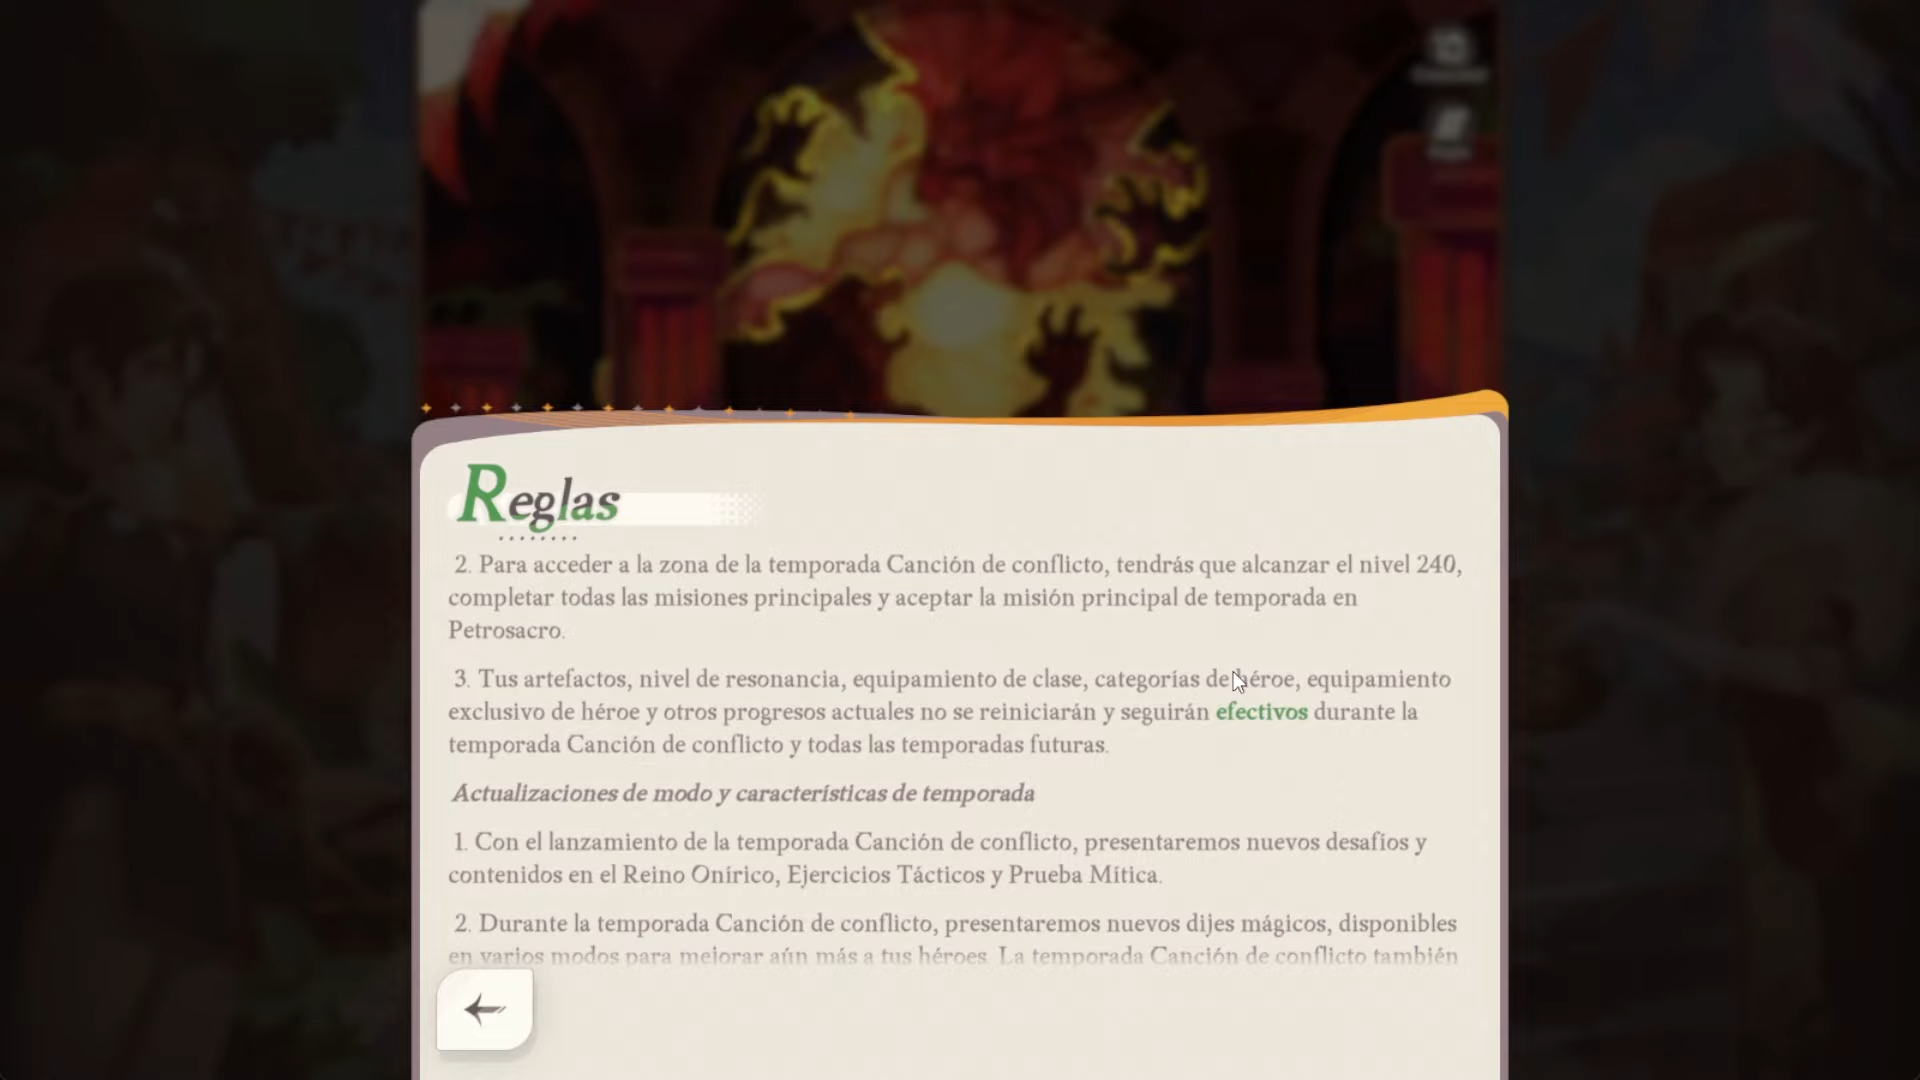 Reglas
2. Para acceder a la zona de la temporada Canción de conflicto, tendrás que alcanzar el nivel 240,
completar todas las misiones principales y aceptar la misión principal de temporada en
Petrosacro.
3. Tus artefactos, nivel de resonancia, equipamiento de clase, categorías de héroe, equipamiento
exclusivo de héroe y otros progresos actuales no se reiniciarán y seguirán efectivos durante la
temporada Canción de conflicto y todas las temporadas futuras.
Actualizaciones de modo y características de temporada
1. Con el lanzamiento de la temporada Canción de conflicto, presentaremos nuevos desafíos y
contenidos en el Reino Onírico, Ejercicios Tácticos y Prueba Mítica.
2. Durante la temporada Canción de conflicto, presentaremos nuevos dijes mágicos, disponibles
en varios modos para mejorar aún más a tus héroes. La temporada Canción de conflicto también